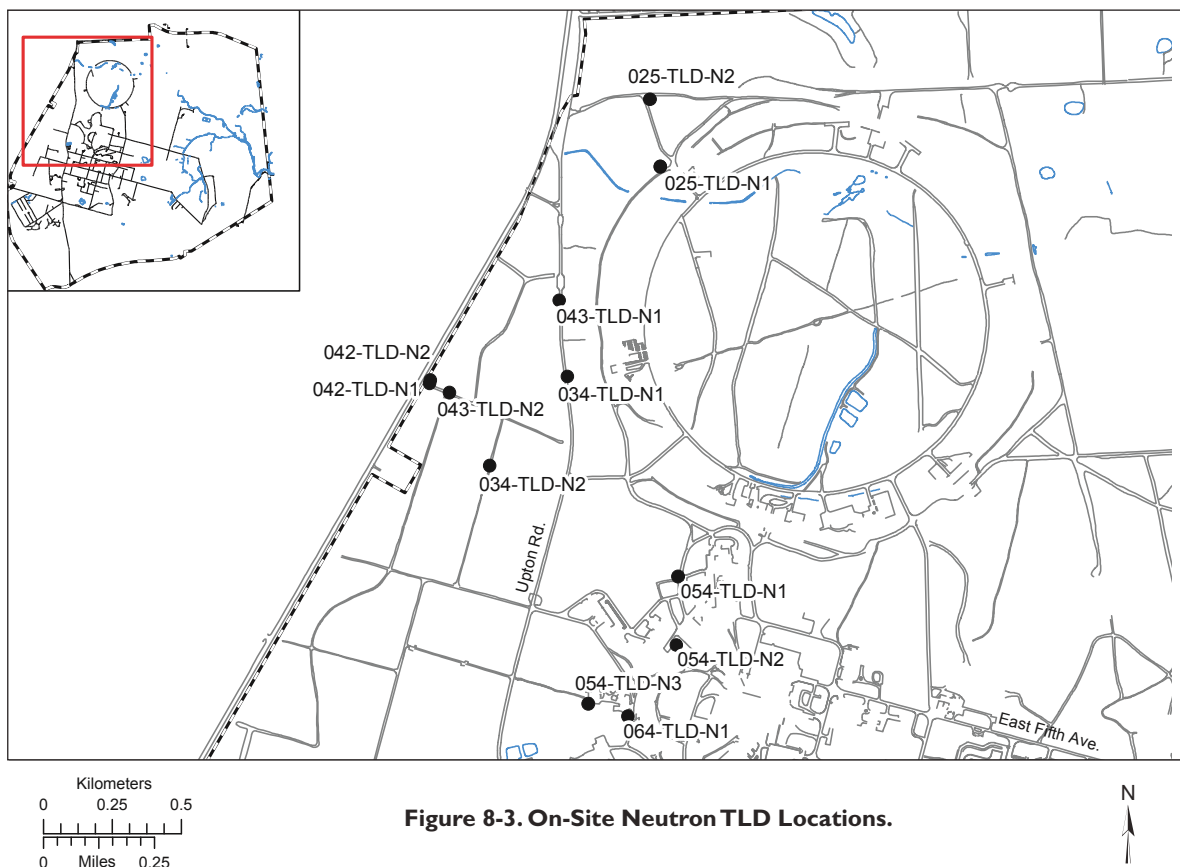 025-TLD-N2
025-TLD-N1
043-TLD-N1
042-TLD-N2
042-TLD-N1
043-TLD-N2
034-TLD-N1
034-TLD-N2
Upton Rd.
054-TLD-N1
054-TLD-N2
054-TLD-N3
064-TLD-N1
East Fifth Ave.
Kilometers
0 0.25 0.5
0 Miles 0.25
Figure 8-3. On-Site Neutron TLD Locations.
N